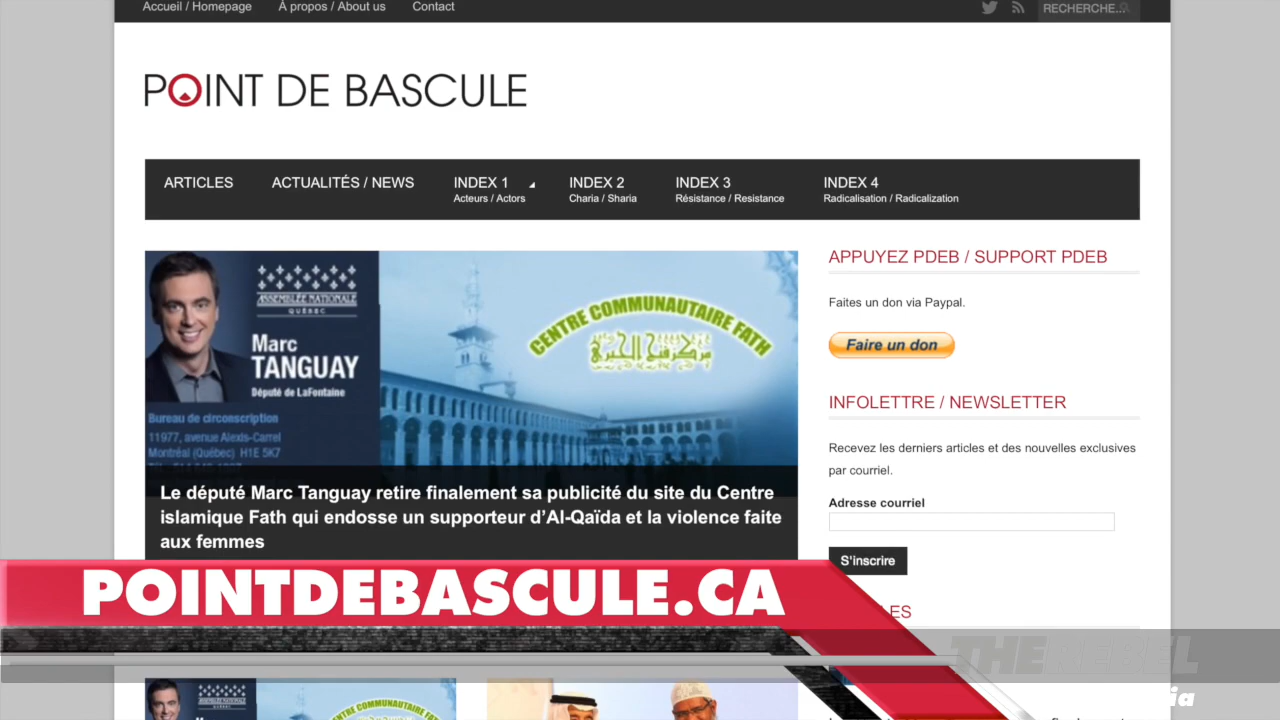 Accueil / Homepage
À propos / About us
Contact
RECHERCHE...
POINT DE BASCULE
ARTICLES
ACTUALITÉS / NEWS
INDEX 1
Acteurs / Actors
INDEX 2
Charia / Sharia
INDEX 3
Résistance / Resistance
INDEX 4
Radicalisation / Radicalization
ASSEMBLÉE NATIONALE
QUÉBEC
Marc
TANGUAY
Député de LaFontaine
Bureau de circonscription
11977, avenue Alexis-Carrel
Montréal (Québec) H1E 5K7
CENTRE COMMUNAUTAIRE FATH
Le député Marc Tanguay retire finalement sa publicité du site du Centre
islamique Fath qui endosse un supporteur d'Al-Qaïda et la violence faite
aux femmes
APPUYEZ PDEB / SUPPORT PDEB
Faites un don via Paypal.
Faire un don
INFOLETTRE / NEWSLETTER
Recevez les derniers articles et des nouvelles exclusives
par courriel.
Adresse courriel
S'inscrire
POINTDEBASCULE.CA
THE REBEL